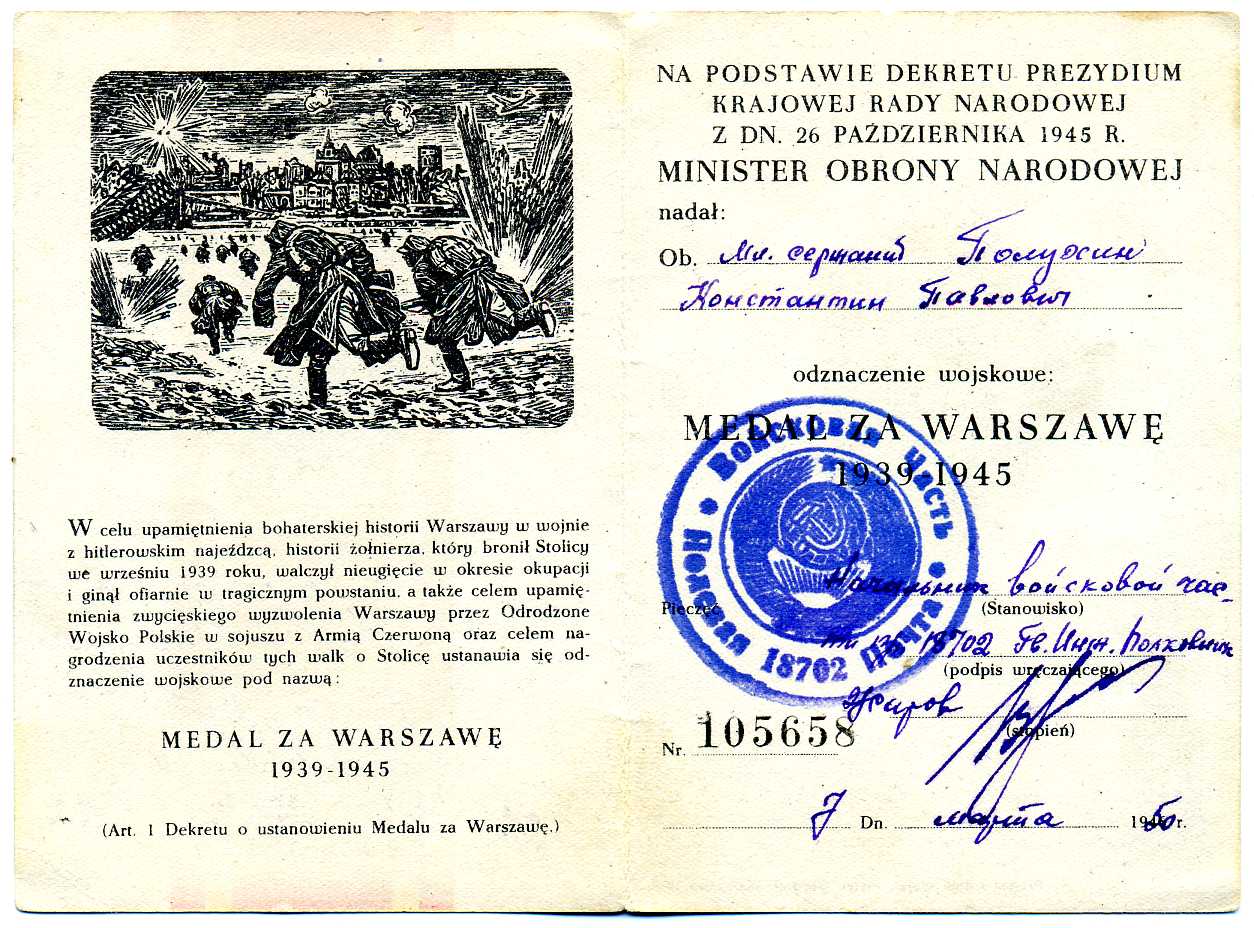 W celu upamiętnienia bohaterskiej historii Warszawy w wojnie
z hitlerowskim najeźdzcą, historii żołnierza, który bronił Stolicy
we wrześniu 1939 roku, walczył nieugięcie w okresie okupacji
i ginął ofiarnie w tragicznym powstaniu, a także celem upamię-
tnienia zwycięskiego wyzwolenia Warszawy przez Odrodzone
Wojsko Polskie w sojuszu z Armią Czerwoną oraz celem na-
grodzenia uczestników tych walk o Stolicę ustanawia się od-
znaczenie wojskowe pod nazwą:
MEDAL ZA WARSZAWĘ
1939-1945
(Art. 1 Dekretu o ustanowieniu Medalu za Warszawę.)
NA PODSTAWIE DEKRETU PREZYDIUM
KRAJOWEJ RADY NARODOWEJ
Z DN. 26 PAŹDZIERNIKA 1945 R.
MINISTER OBRONY NARODOWEJ
nadał:
Ob. Мл. сержант Полуосин
Константин Павлович
odznaczenie wojskowe:
MEDAL ZA WARSZAWĘ
1939-1945
Войсковая часть
Полевая Почта 18702
Начальник войсковой час-
Pieczęć (Stanowisko)
ти пп 18702 Гв. Инж. Полковник
(podpis wręczającego)
Жиров
(stopień)
Nr. 105658
7 Dn. марта 1950 r.